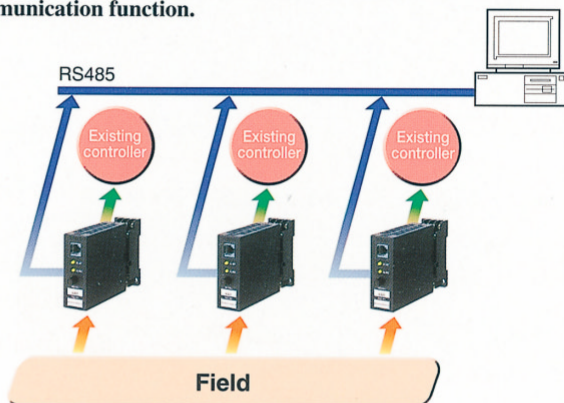 munication function.
RS485
Existing
controller
Existing
controller
Existing
controller
Field